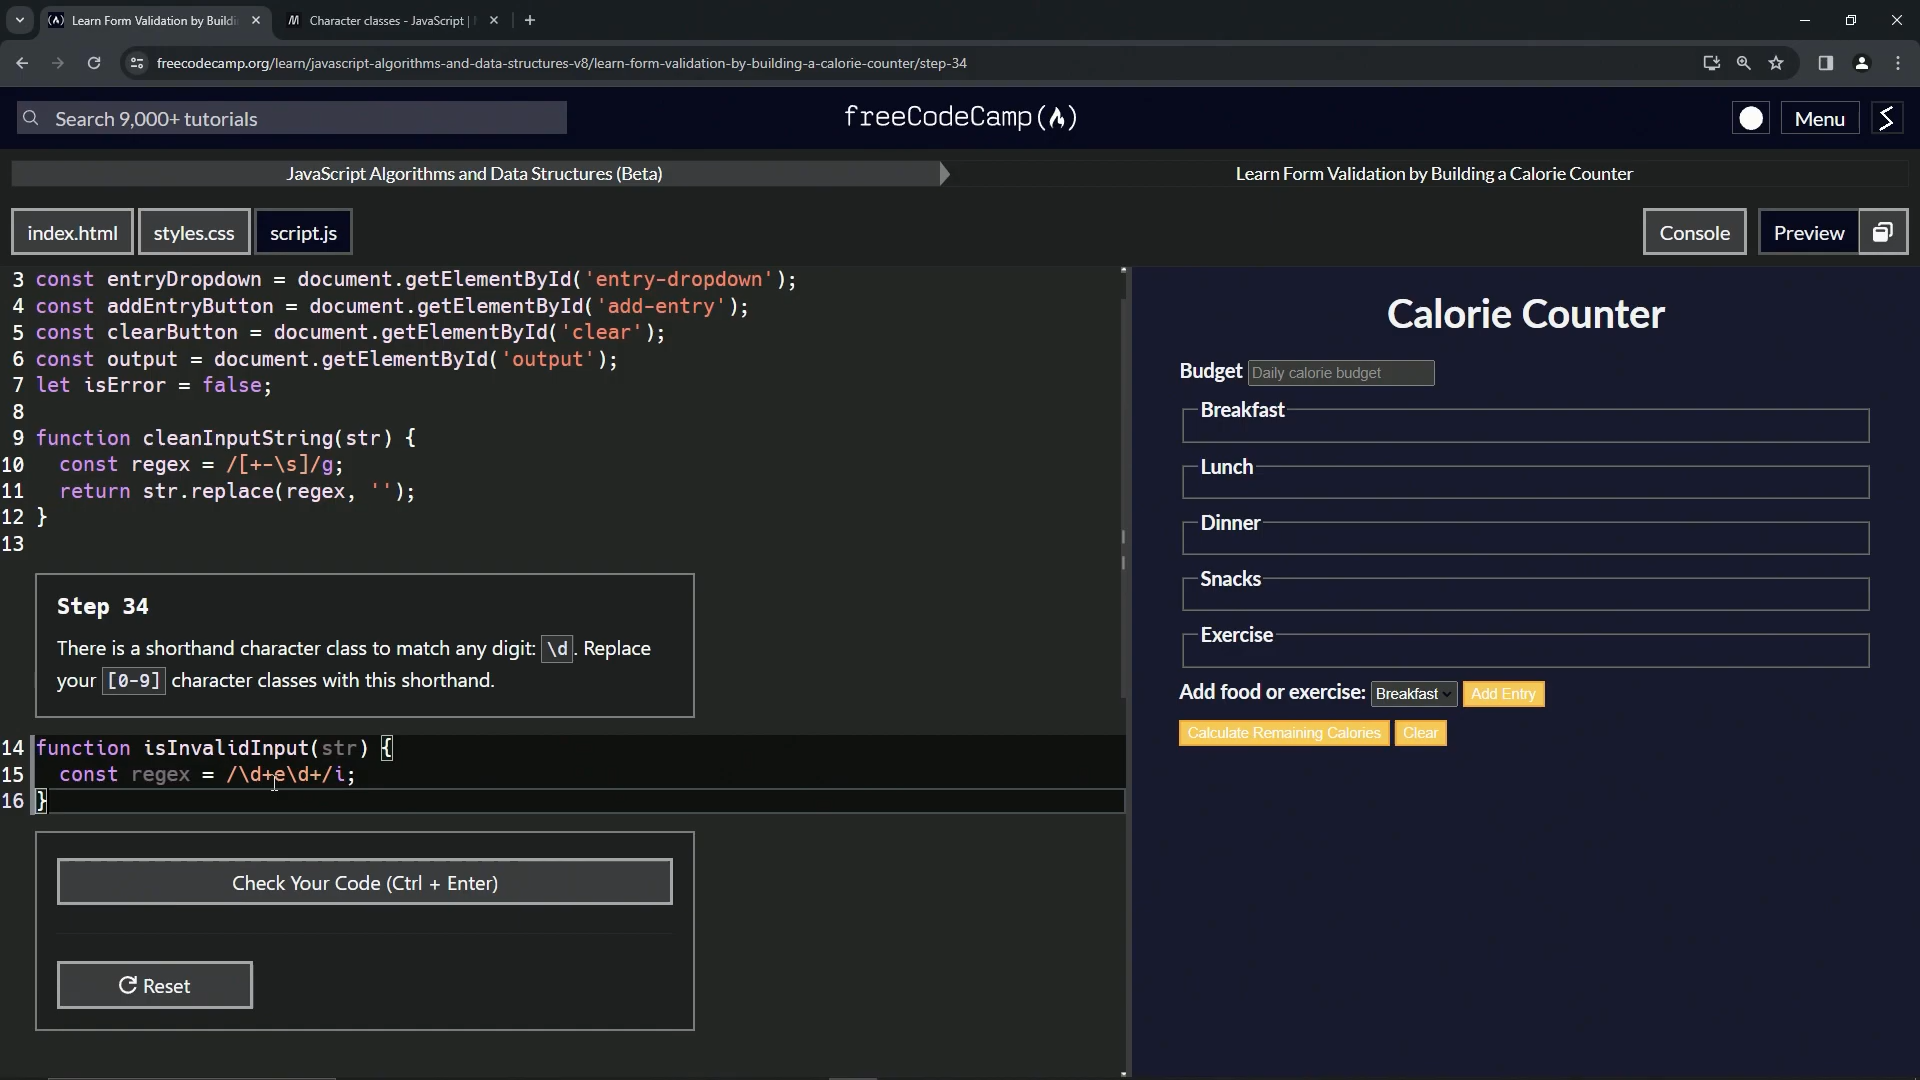 Learn Form Validation by Buildi
Character classes - JavaScript |
freecodecamp.org/learn/javascript-algorithms-and-data-structures-v8/learn-form-validation-by-building-a-calorie-counter/step-34
Search 9,000+ tutorials
freeCodeCamp
Menu
JavaScript Algorithms and Data Structures (Beta)
Learn Form Validation by Building a Calorie Counter
index.html
styles.css
script.js
Console
Preview
3 const entryDropdown = document.getElementById('entry-dropdown');
4 const addEntryButton = document.getElementById('add-entry');
5 const clearButton = document.getElementById('clear');
6 const output = document.getElementById('output');
7 let isError = false;
8
9 function cleanInputString(str) {
10 const regex = /[+-\s]/g;
11 return str.replace(regex, '');
12 }
13
Step 34
There is a shorthand character class to match any digit: \d. Replace
your [0-9] character classes with this shorthand.
14 function isInvalidInput(str) {
15 const regex = /\d+e\d+/i;
16 }
Check Your Code (Ctrl + Enter)
Reset
Calorie Counter
Budget Daily calorie budget
Breakfast
Lunch
Dinner
Snacks
Exercise
Add food or exercise: Breakfast Add Entry
Calculate Remaining Calories Clear